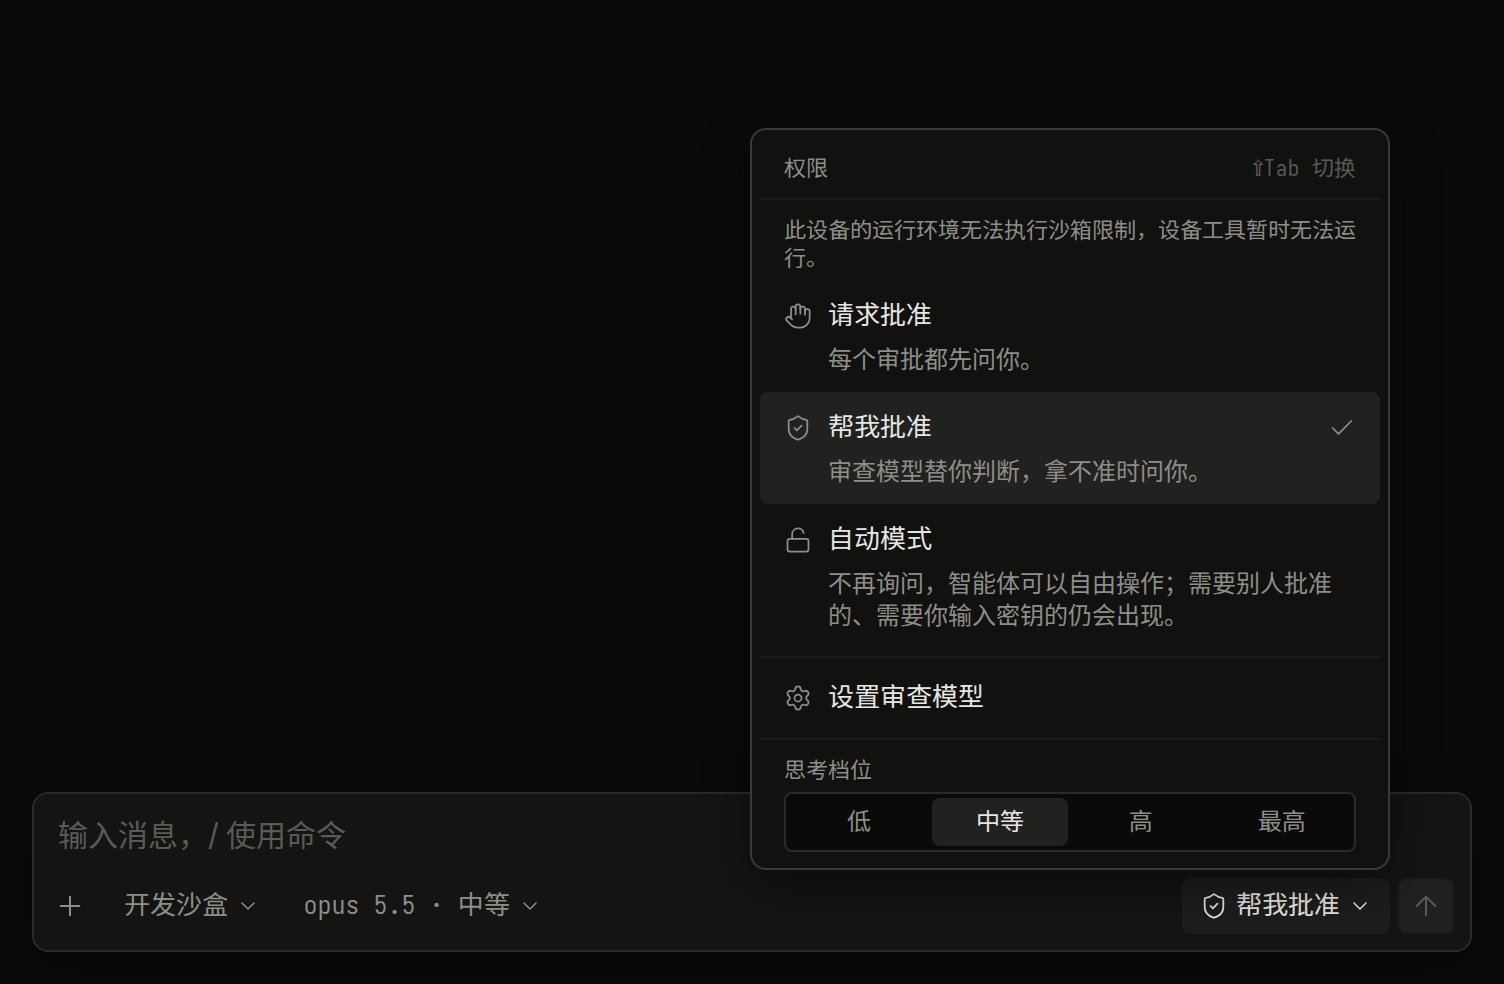 权限
⇧Tab 切换
此设备的运行环境无法执行沙箱限制，设备工具暂时无法运
行。
请求批准
每个审批都先问你。
帮我批准
审查模型替你判断，拿不准时问你。
自动模式
不再询问，智能体可以自由操作；需要别人批准
的、需要你输入密钥的仍会出现。
设置审查模型
思考档位
低 中等 高 最高
输入消息，/ 使用命令
开发沙盒 opus 5.5 · 中等 帮我批准